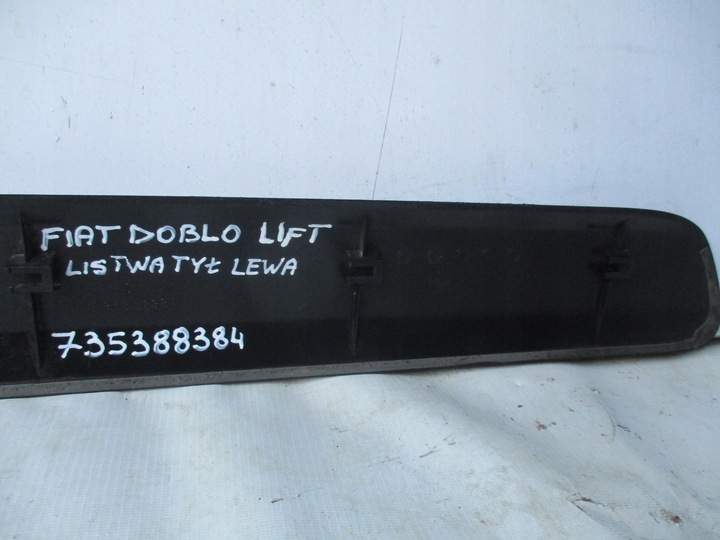 FIAT DOBLO LIFT
LISTWA TYŁ LEWA
735388384